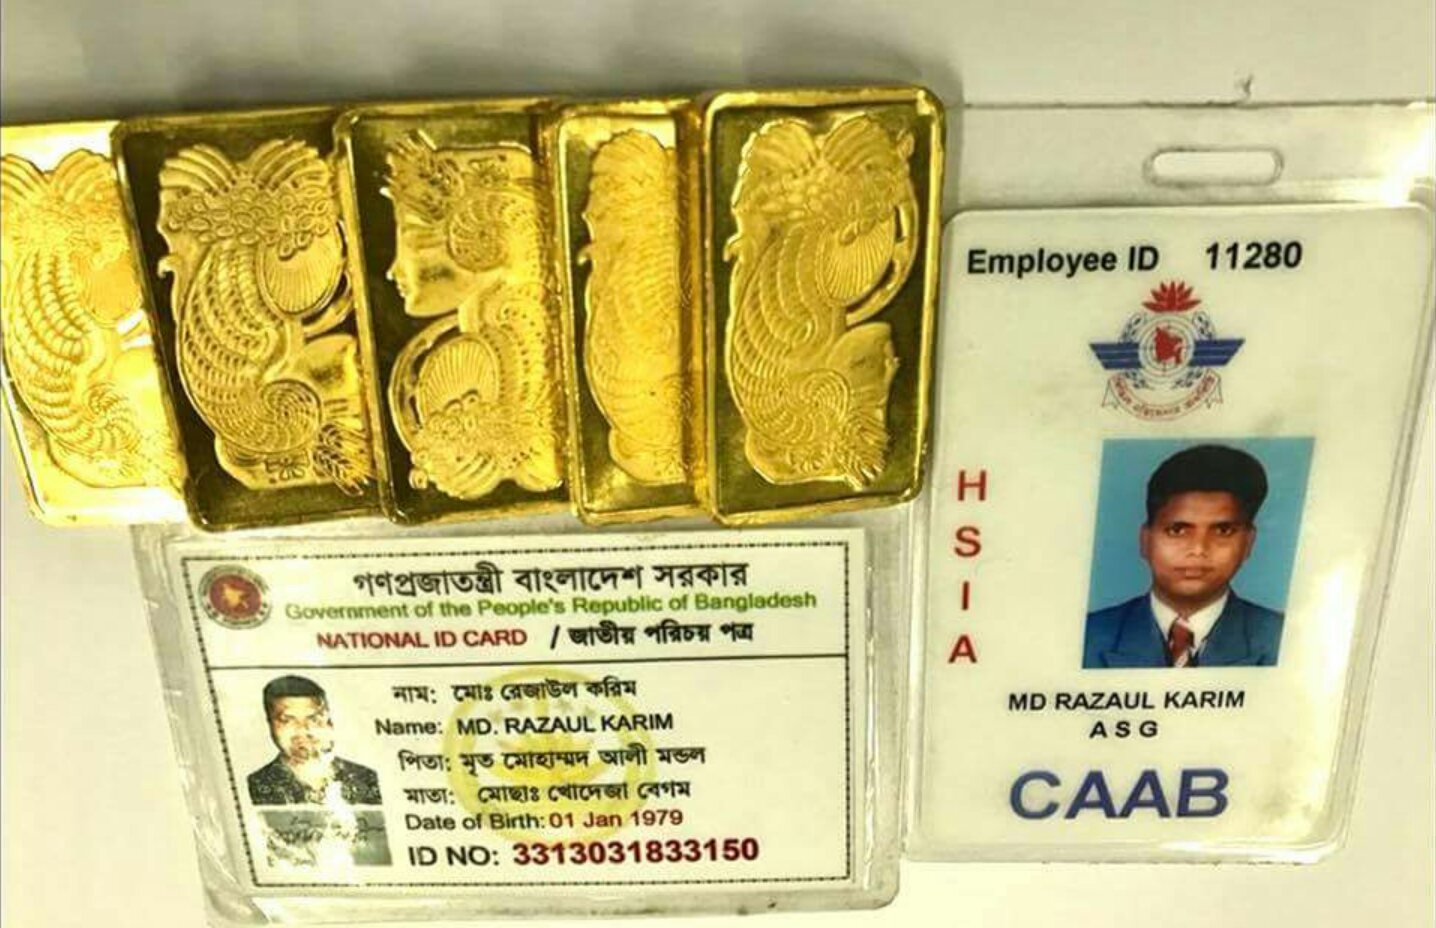 Employee ID 11280
H
S
I
A
MD RAZAUL KARIM
A S G
CAAB
গণপ্রজাতন্ত্রী বাংলাদেশ সরকার
Government of the People's Republic of Bangladesh
NATIONAL ID CARD / জাতীয় পরিচয় পত্র
নাম: মোঃ রেজাউল করিম
Name: MD. RAZAUL KARIM
পিতা: মৃত মোহাম্মদ আলী মন্ডল
মাতা: মোছাঃ খোদেজা বেগম
Date of Birth: 01 Jan 1979
ID NO: 3313031833150